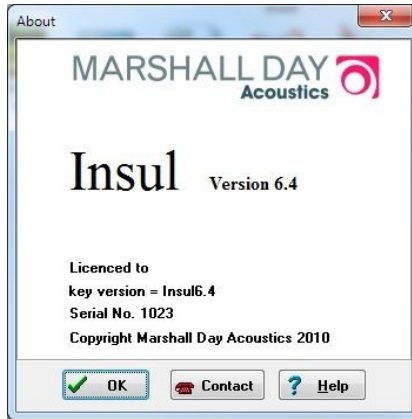 About
MARSHALL DAY
Acoustics
Insul Version 6.4
Licenced to
key version = Insul6.4
Serial No. 1023
Copyright Marshall Day Acoustics 2010
OK Contact Help